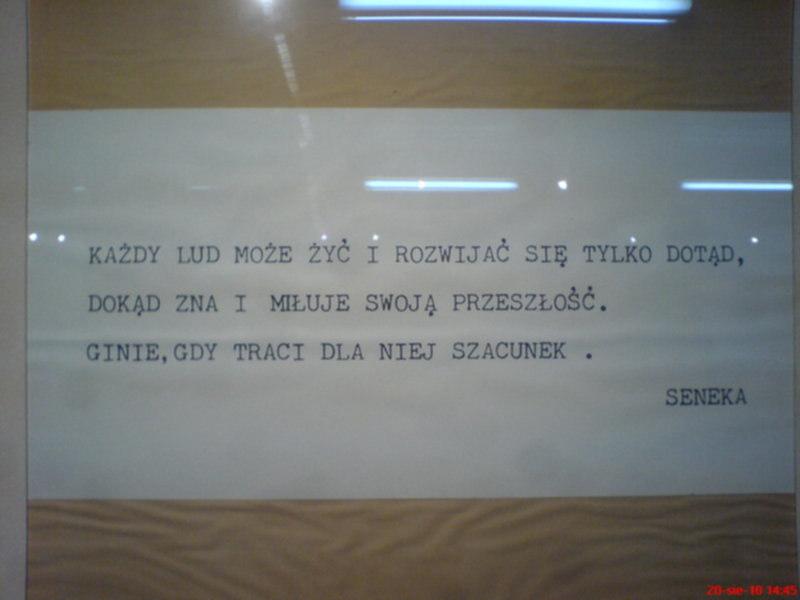 KAŻDY LUD MOŻE ŻYĆ I ROZWIJAĆ SIĘ TYLKO DOTĄD,
DOKĄD ZNA I MIŁUJE SWOJĄ PRZESZŁOŚĆ.
GINIE,GDY TRACI DLA NIEJ SZACUNEK .
SENEKA
20-sie-10 14:45